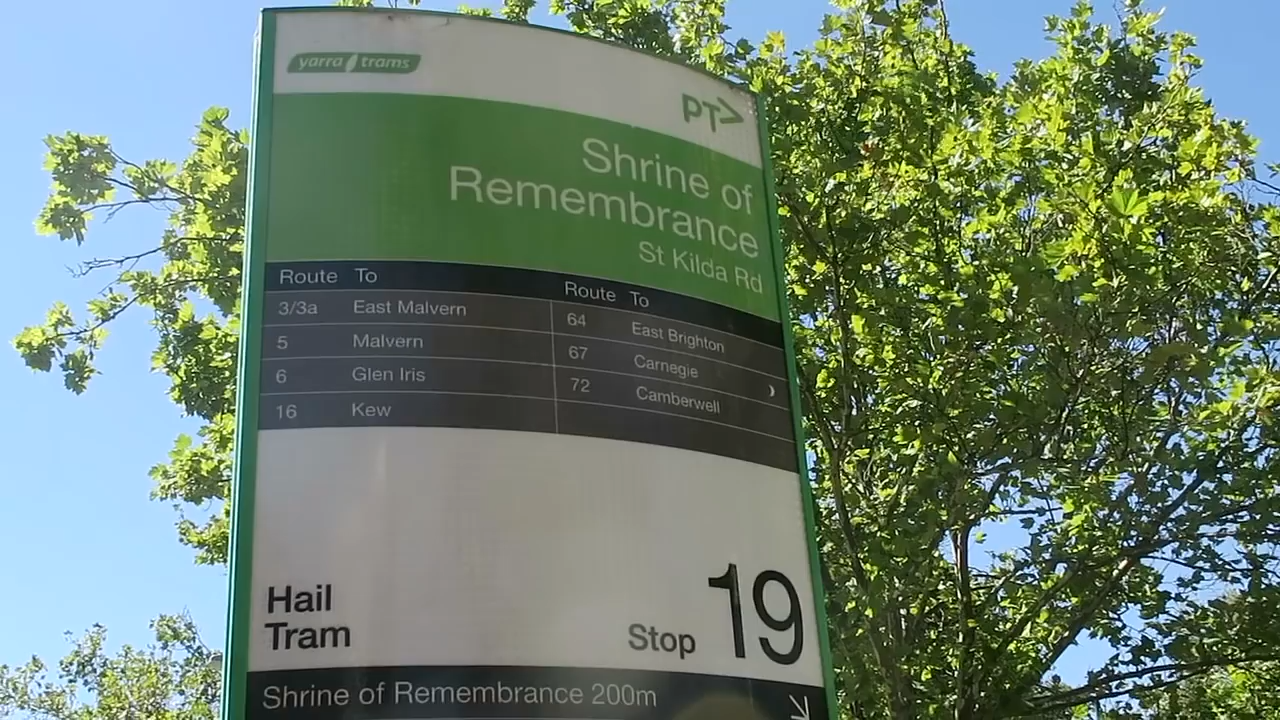 yarra trams
PT>
Shrine of
Remembrance
St Kilda Rd
Route To
3/3a East Malvern
5 Malvern
6 Glen Iris
16 Kew
Route To
64 East Brighton
67 Carnegie
72 Camberwell
Hail
Tram
Stop 19
Shrine of Remembrance 200m